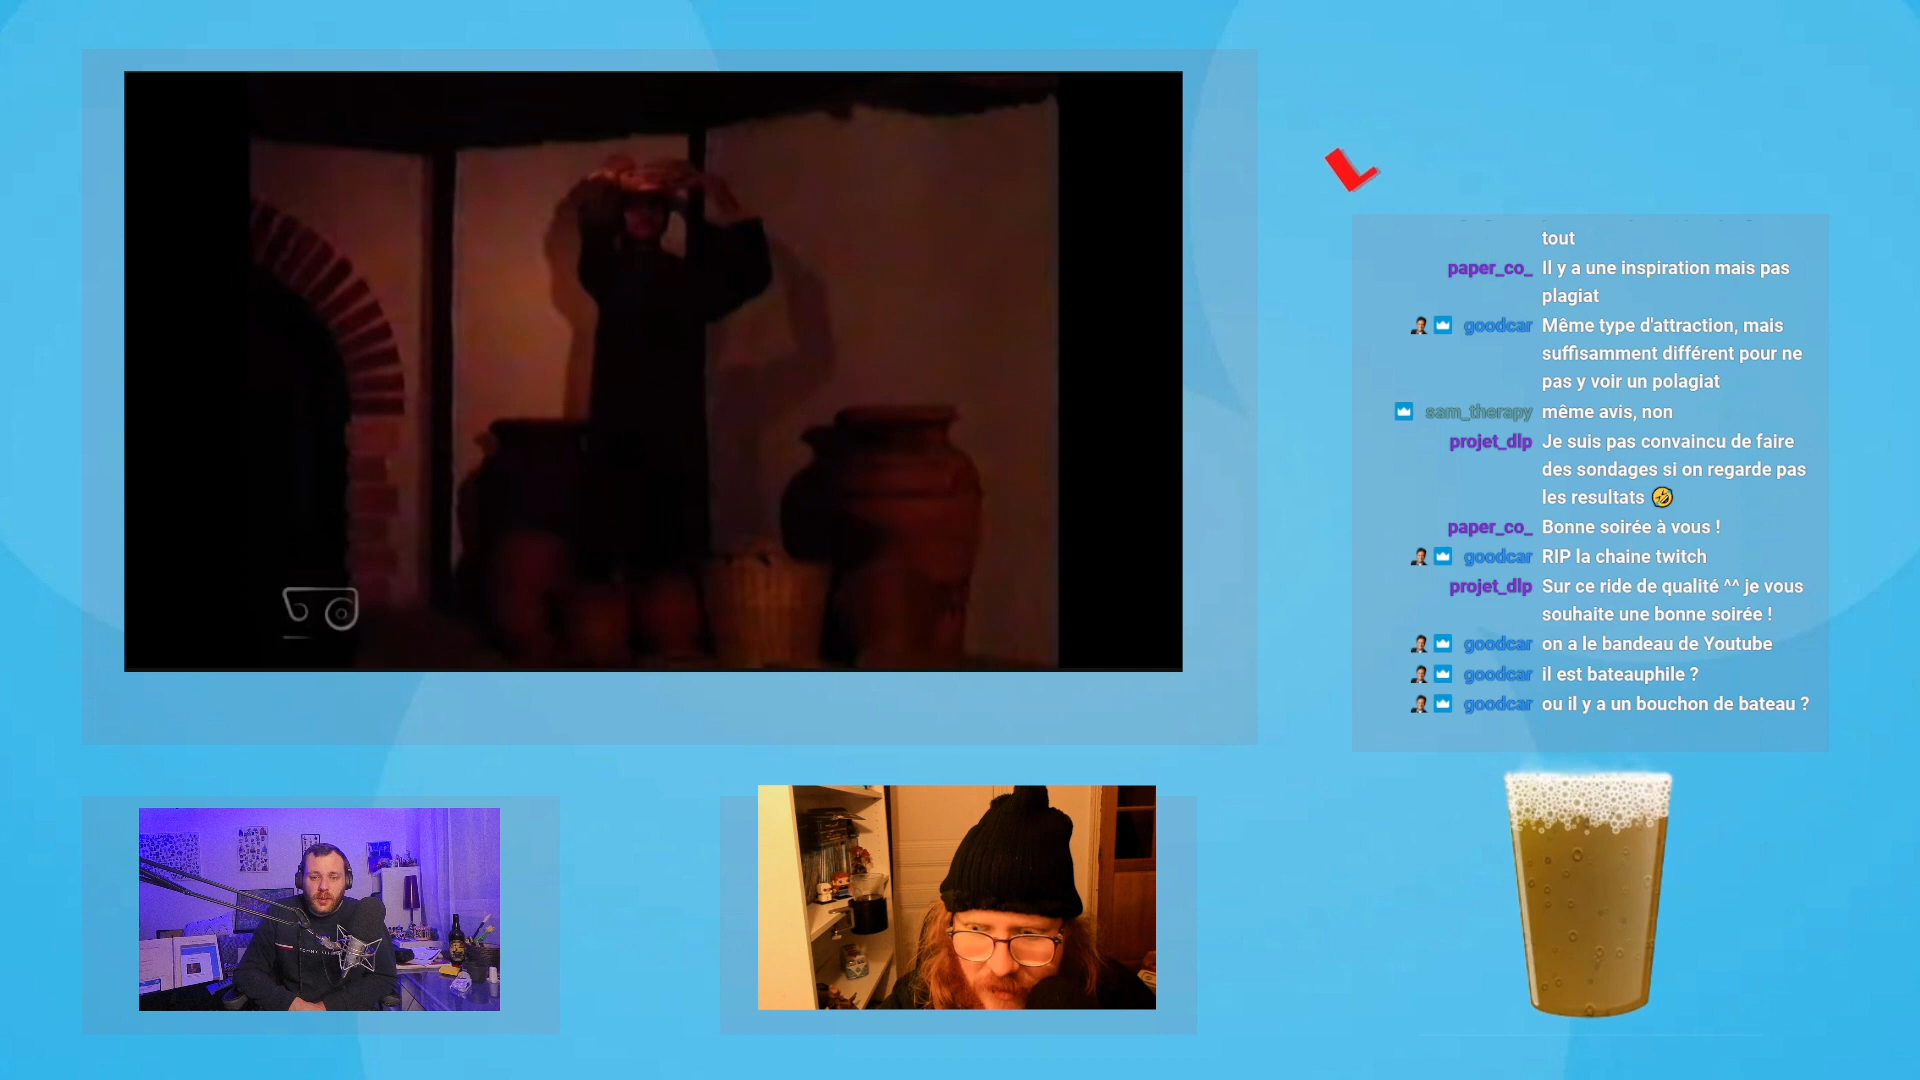 L
tout
paper_co_ Il y a une inspiration mais pas
plagiat
goodcar Même type d'attraction, mais
suffisamment différent pour ne
pas y voir un polagiat
sam_therapy même avis, non
projet_dlp Je suis pas convaincu de faire
des sondages si on regarde pas
les resultats 🤣
paper_co_ Bonne soirée à vous !
goodcar RIP la chaine twitch
projet_dlp Sur ce ride de qualité ^^ je vous
souhaite une bonne soirée !
goodcar on a le bandeau de Youtube
goodcar il est bateauphile ?
goodcar ou il y a un bouchon de bateau ?